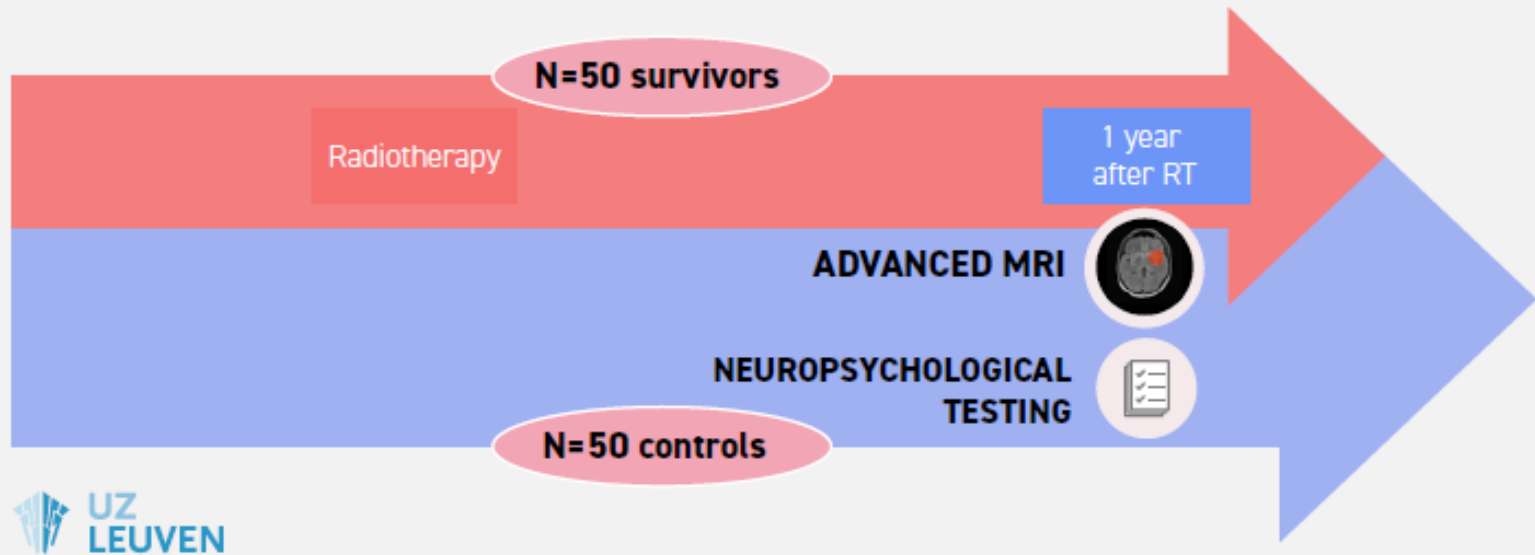 N=50 survivors
Radiotherapy
1 year
after RT
ADVANCED MRI
NEUROPSYCHOLOGICAL
TESTING
N=50 controls
UZ
LEUVEN